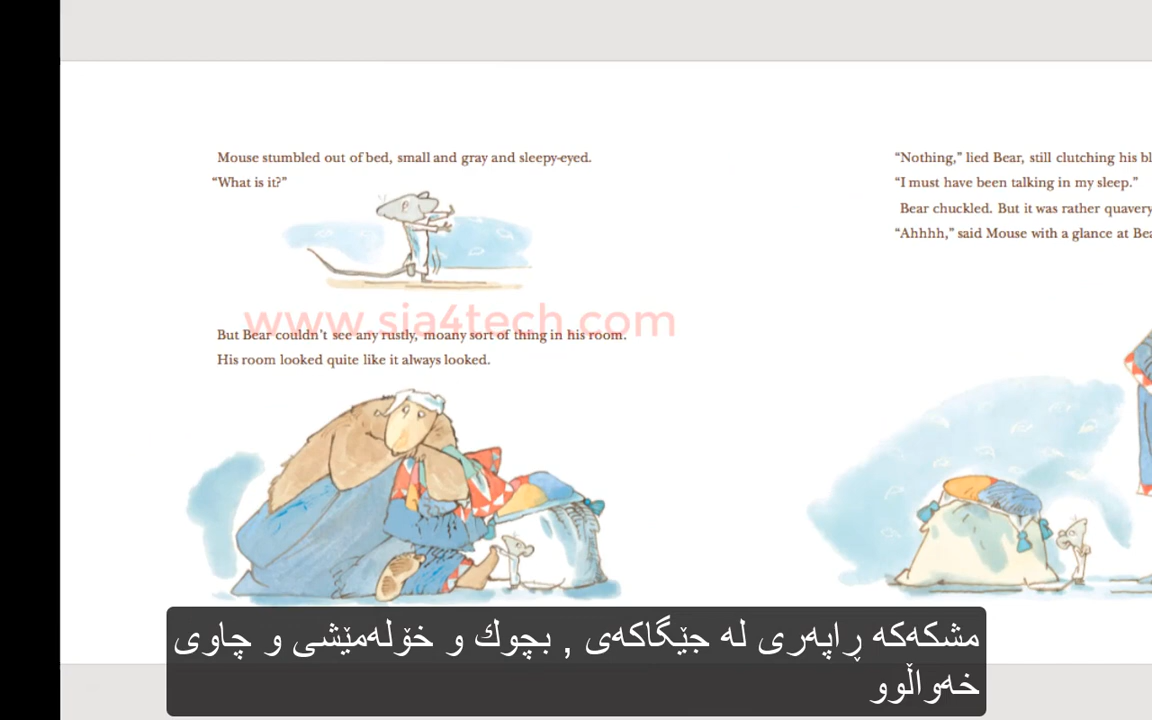 Mouse stumbled out of bed, small and gray and sleepy-eyed.
“What is it?”
But Bear couldn’t see any rustly, moany sort of thing in his room.
His room looked quite like it always looked.
“Nothing,” lied Bear, still clutching his
“I must have been talking in my sleep.”
Bear chuckled. But it was rather quavery
“Ahhhh,” said Mouse with a glance at
www.sia4tech.com
مشکەکە ڕاپەری لە جێگاکەی , بچوك و خۆلەمێشی و چاوی
خەواڵوو